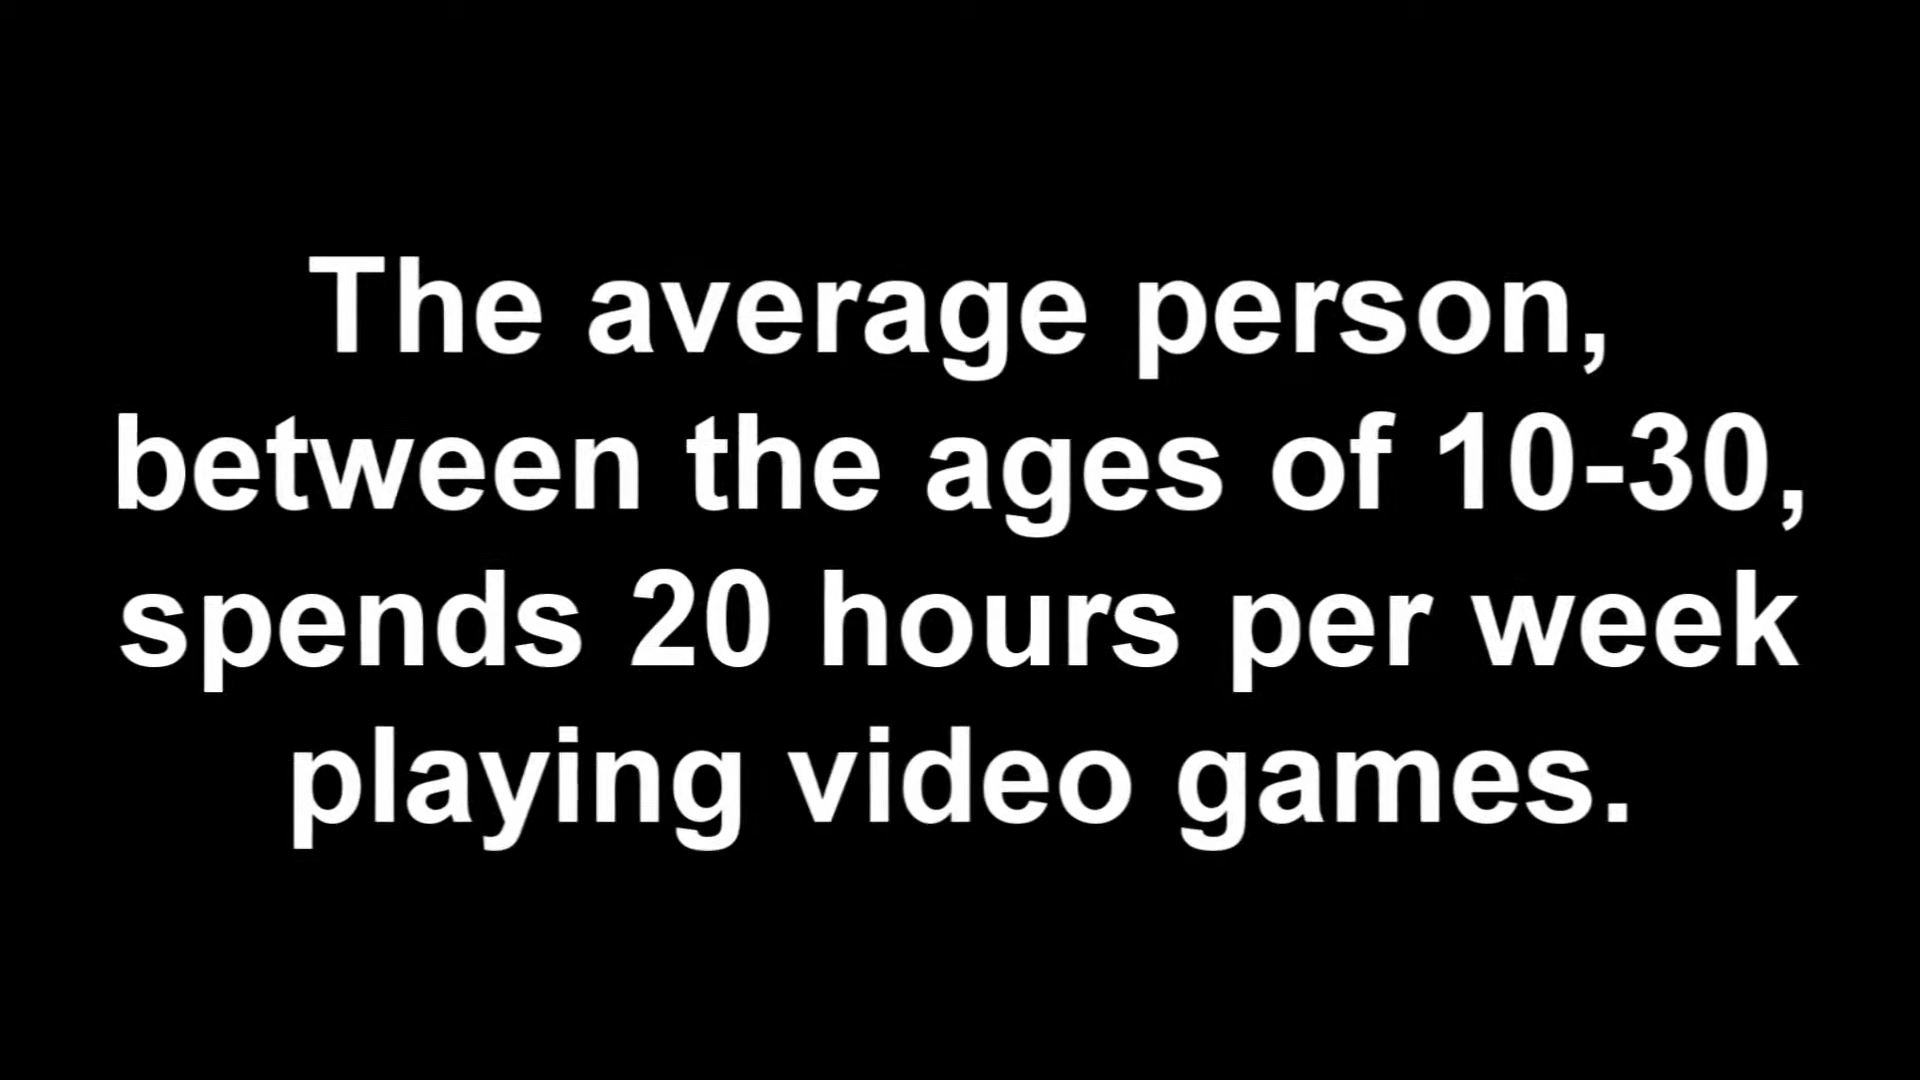 The average person,
between the ages of 10-30,
spends 20 hours per week
playing video games.